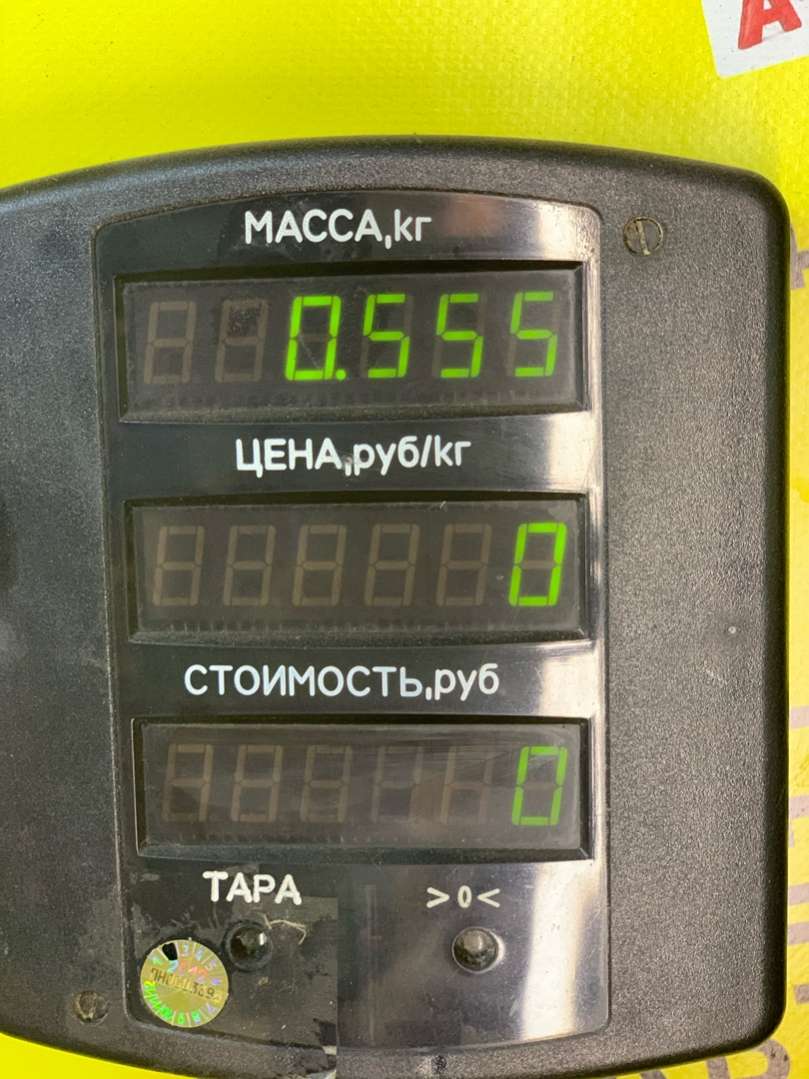 А
МАССА,кг
0.555
ЦЕНА,руб/кг
0
СТОИМОСТЬ,руб
0
ТАРА
>0<